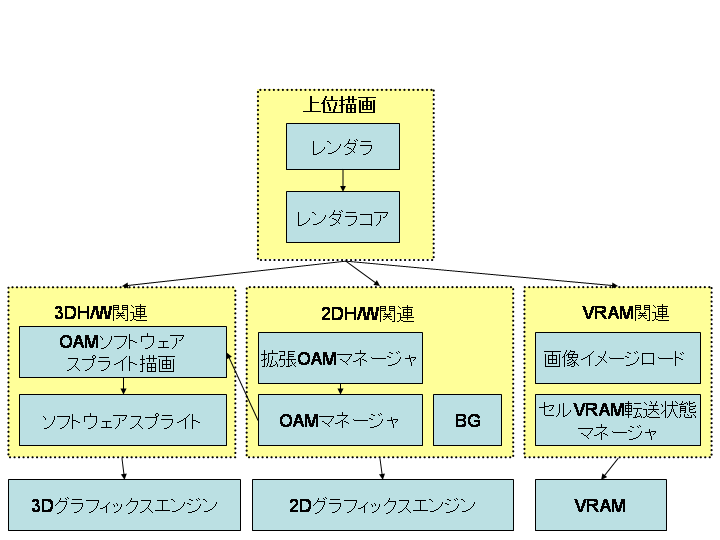 上位描画
レンダラ
レンダラコア
3DH/W関連
OAMソフトウェア
スプライト描画
ソフトウェアスプライト
2DH/W関連
拡張OAMマネージャ
OAMマネージャ
BG
VRAM関連
画像イメージロード
セルVRAM転送状態
マネージャ
3Dグラフィックスエンジン
2Dグラフィックスエンジン
VRAM